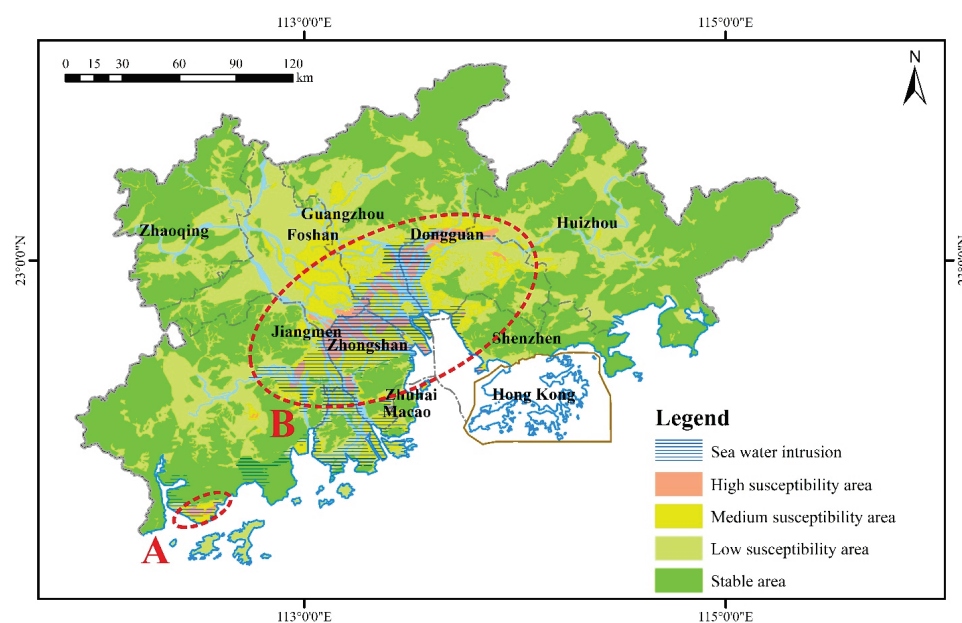 113°0'0"E 115°0'0"E
0 15 30 60 90 120
km
N
Guangzhou
Zhaoqing
Foshan
Dongguan
Huizhou
23°0'0"N
Jiangmen
Zhongshan
Shenzhen
Zhuhai
Macao
Hong Kong
B
A
Legend
Sea water intrusion
High susceptibility area
Medium susceptibility area
Low susceptibility area
Stable area
113°0'0"E 115°0'0"E